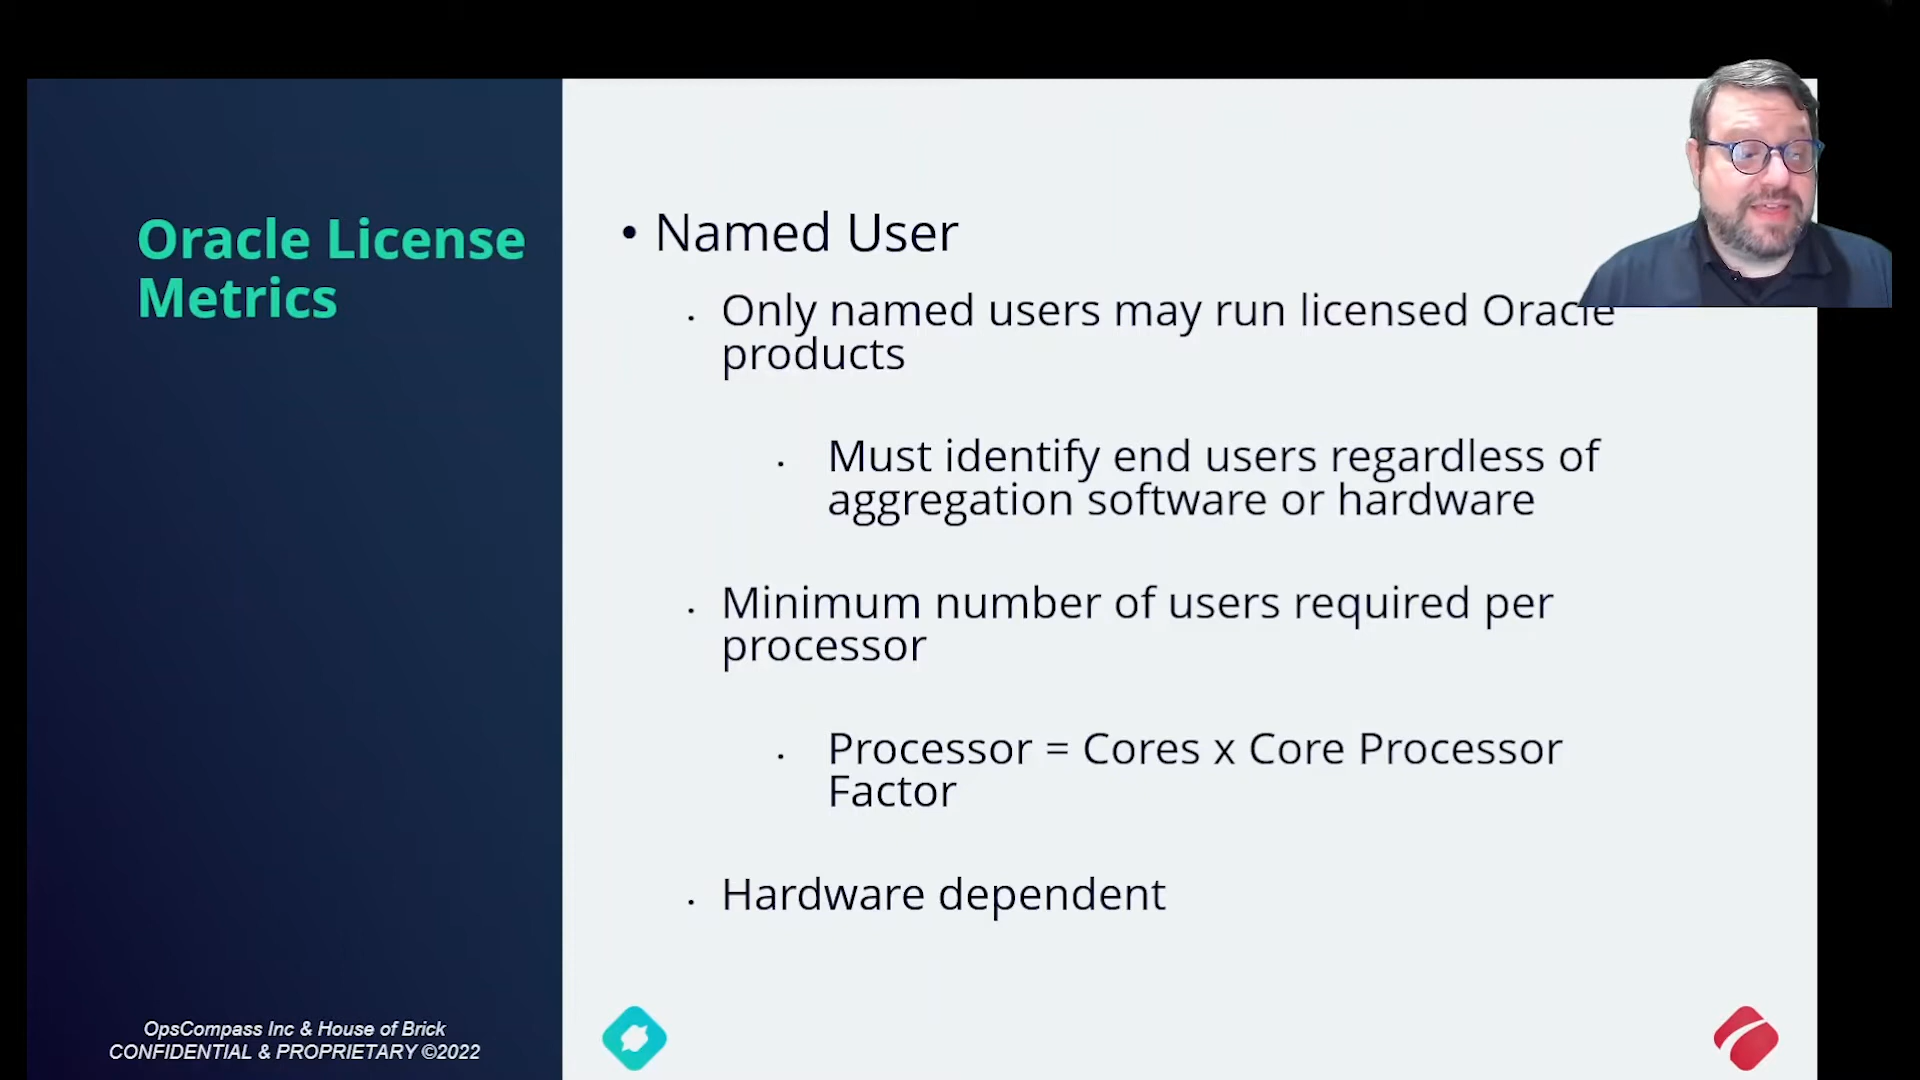 Oracle License
Metrics
• Named User
· Only named users may run licensed Oracle
products
· Must identify end users regardless of
aggregation software or hardware
· Minimum number of users required per
processor
· Processor = Cores x Core Processor
Factor
· Hardware dependent
OpsCompass Inc & House of Brick
CONFIDENTIAL & PROPRIETARY ©2022